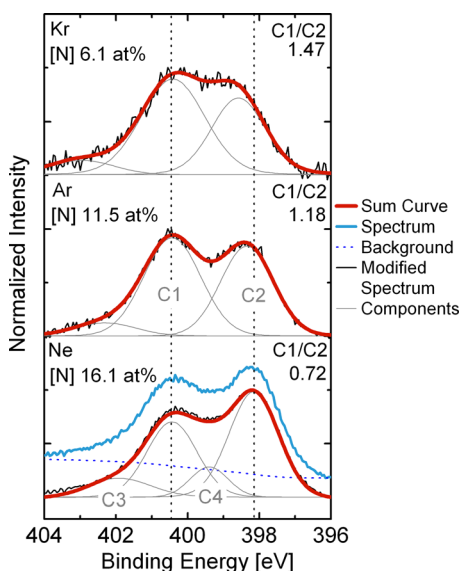 Kr
C1/C2
[N] 6.1 at%
1.47
Ar
C1/C2
[N] 11.5 at%
1.18
C1
C2
Ne
C1/C2
[N] 16.1 at%
0.72
C3
C4
Normalized Intensity
404
402
400
398
396
Binding Energy [eV]
Sum Curve
Spectrum
Background
Modified
Spectrum
Components